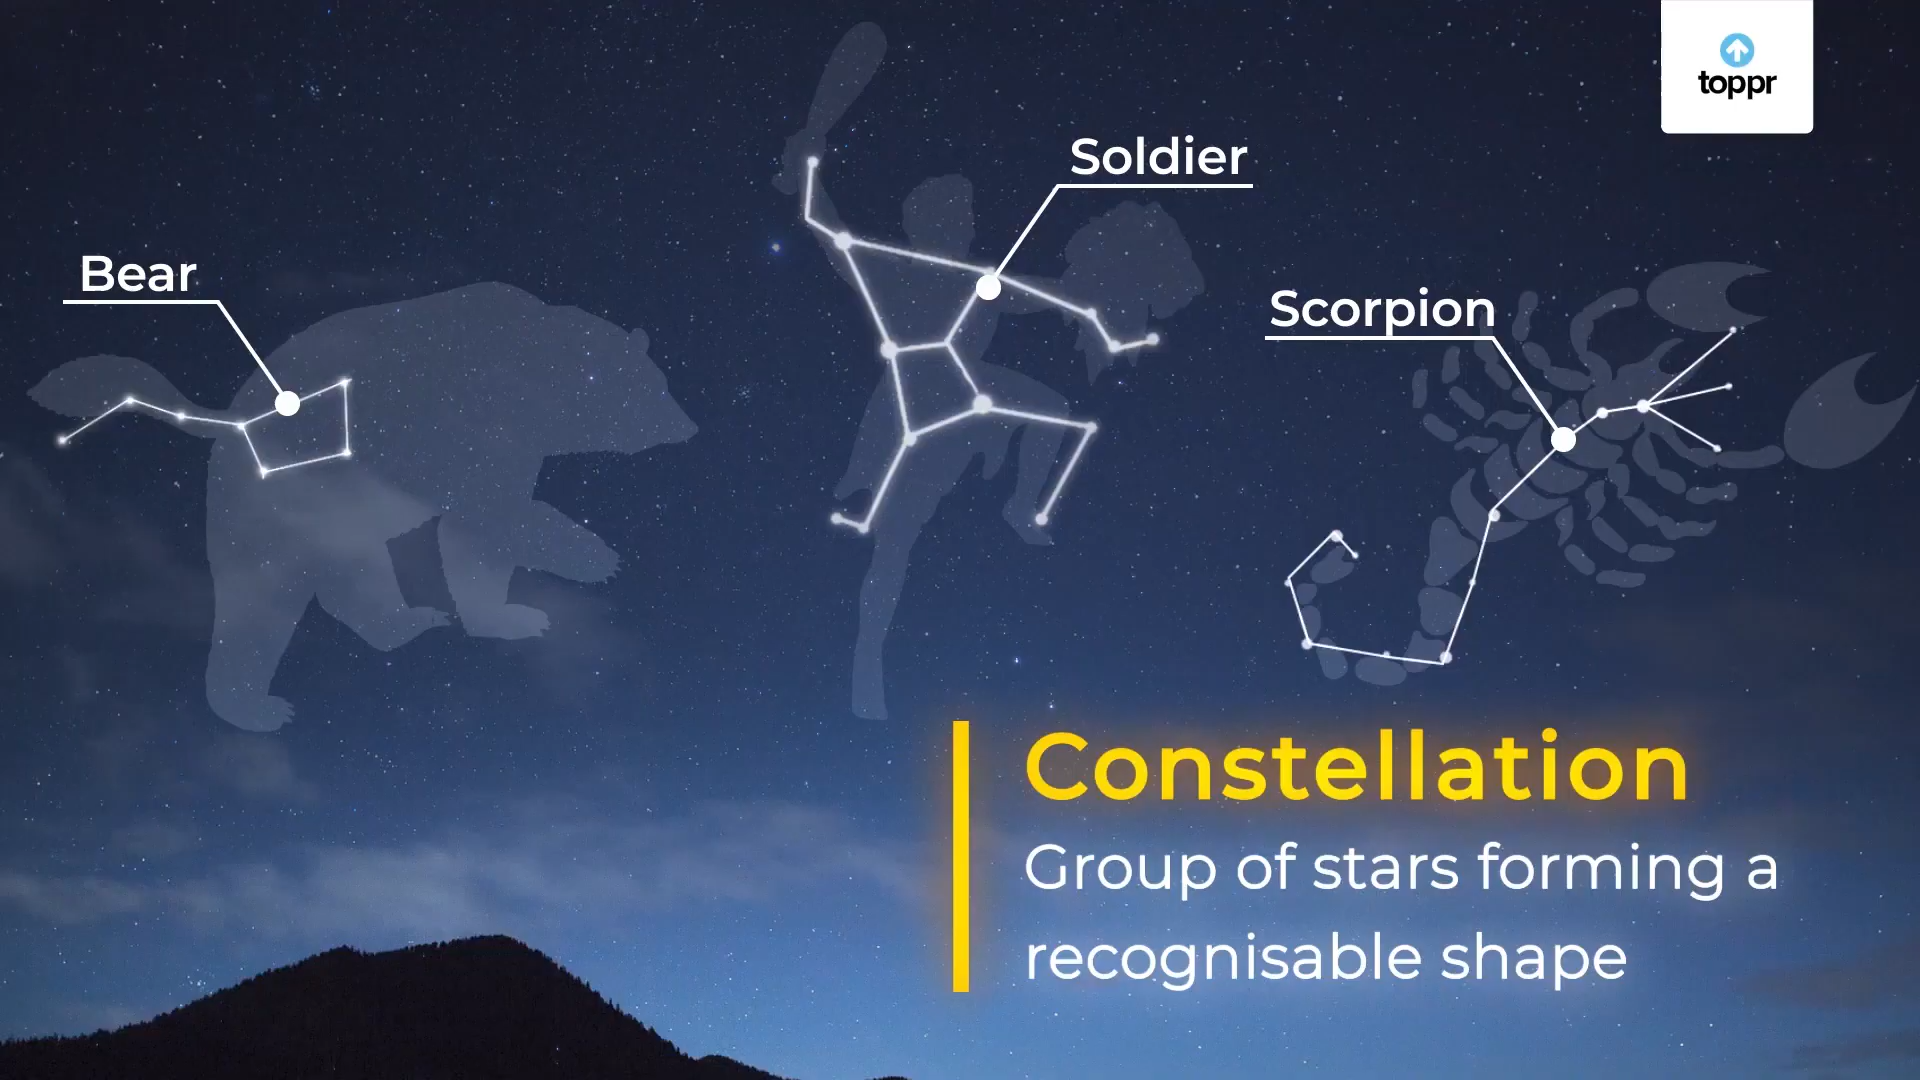 toppr
Soldier
Bear
Scorpion
Constellation
Group of stars forming a
recognisable shape